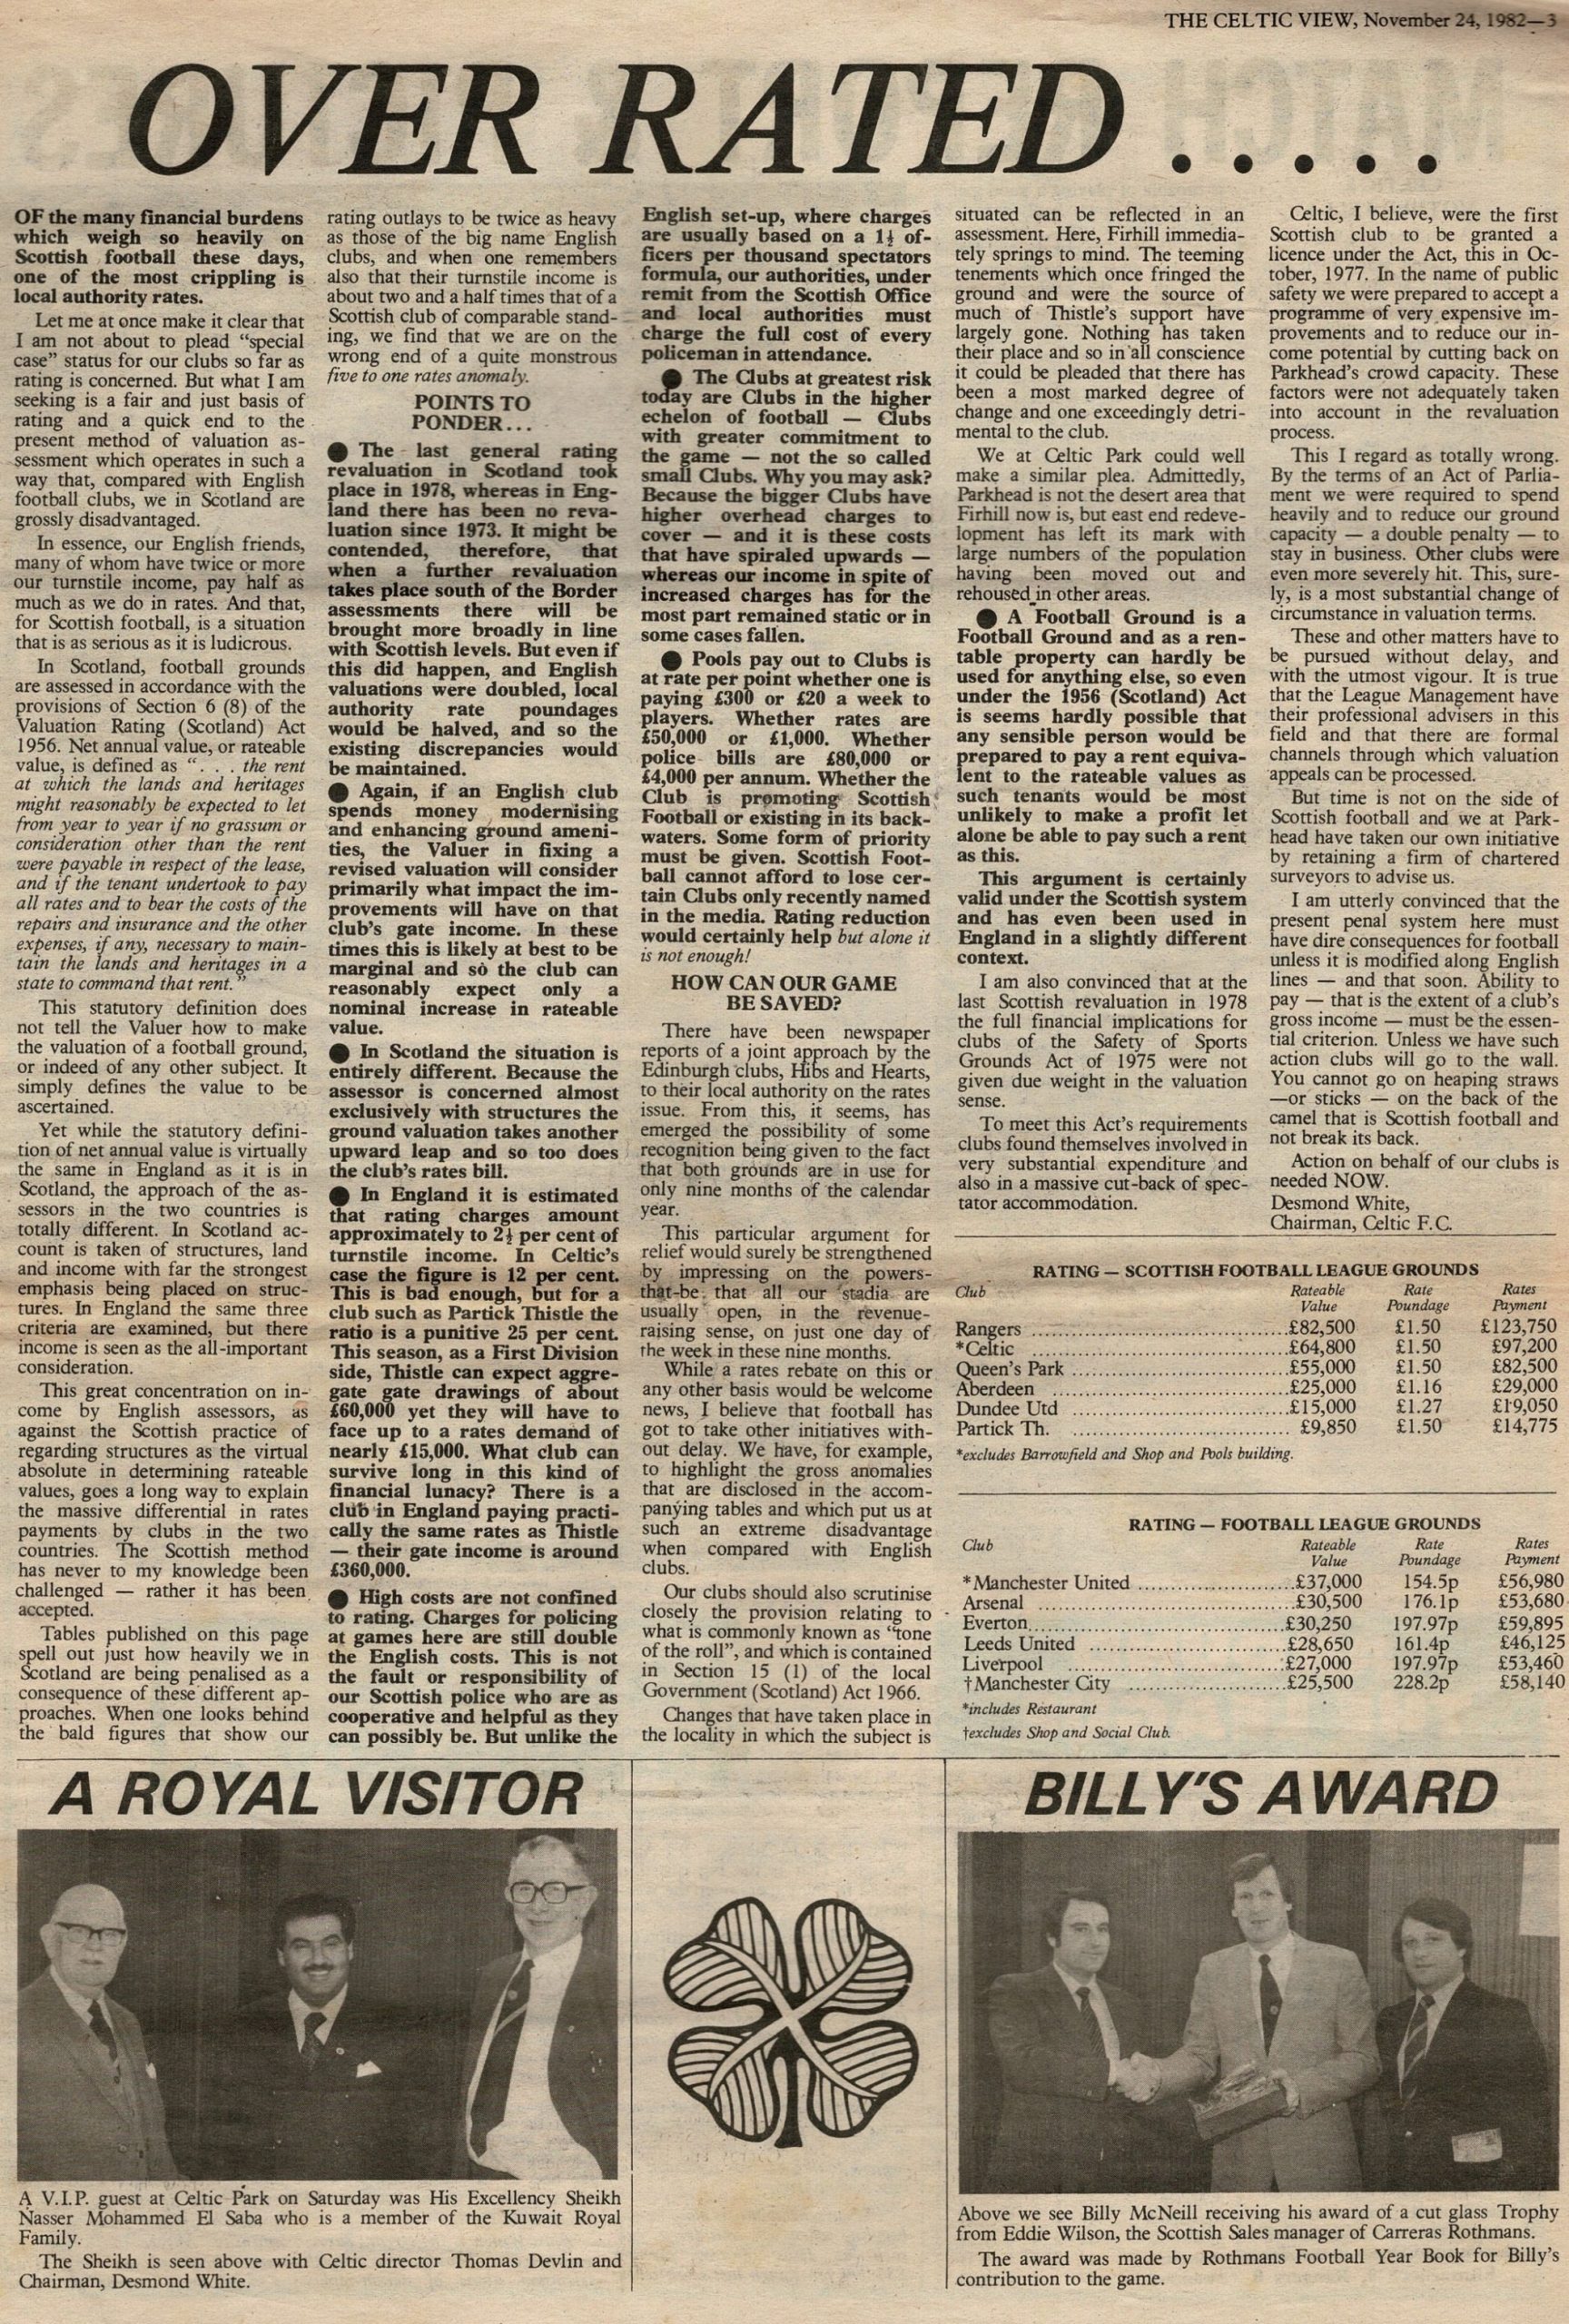 THE CELTIC VIEW, November 24, 1982—3
OVER RATED . . . . .
OF the many financial burdens
which weigh so heavily on
Scottish football these days,
one of the most crippling is
local authority rates.
Let me at once make it clear that
I am not about to plead “special
case” status for our clubs so far as
rating is concerned. But what I am
seeking is a fair and just basis of
rating and a quick end to the
present method of valuation as-
sessment which operates in such a
way that, compared with English
football clubs, we in Scotland are
grossly disadvantaged.
In essence, our English friends,
many of whom have twice or more
our turnstile income, pay half as
much as we do in rates. And that,
for Scottish football, is a situation
that is as serious as it is ludicrous.
In Scotland, football grounds
are assessed in accordance with the
provisions of Section 6 (8) of the
Valuation Rating (Scotland) Act
1956. Net annual value, or rateable
value, is defined as “. . . the rent
at which the lands and heritages
might reasonably be expected to let
from year to year if no grassum or
consideration other than the rent
were payable in respect of the lease,
and if the tenant undertook to pay
all rates and to bear the costs of the
repairs and insurance and the other
expenses, if any, necessary to main-
tain the lands and heritages in a
state to command that rent.”
This statutory definition does
not tell the Valuer how to make
the valuation of a football ground,
or indeed of any other subject. It
simply defines the value to be
ascertained.
Yet while the statutory defini-
tion of net annual value is virtually
the same in England as it is in
Scotland, the approach of the as-
sessors in the two countries is
totally different. In Scotland ac-
count is taken of structures, land
and income with far the strongest
emphasis being placed on struc-
tures. In England the same three
criteria are examined, but there
income is seen as the all-important
consideration.
This great concentration on in-
come by English assessors, as
against the Scottish practice of
regarding structures as the virtual
absolute in determining rateable
values, goes a long way to explain
the massive differential in rates
payments by clubs in the two
countries. The Scottish method
has never to my knowledge been
challenged — rather it has been
accepted.
Tables published on this page
spell out just how heavily we in
Scotland are being penalised as a
consequence of these different ap-
proaches. When one looks behind
the bald figures that show our
rating outlays to be twice as heavy
as those of the big name English
clubs, and when one remembers
also that their turnstile income is
about two and a half times that of a
Scottish club of comparable stand-
ing, we find that we are on the
wrong end of a quite monstrous
five to one rates anomaly.
POINTS TO
PONDER...
● The last general rating
revaluation in Scotland took
place in 1978, whereas in Eng-
land there has been no reva-
luation since 1973. It might be
contended, therefore, that
when a further revaluation
takes place south of the Border
assessments there will be
brought more broadly in line
with Scottish levels. But even if
this did happen, and English
valuations were doubled, local
authority rate poundages
would be halved, and so the
existing discrepancies would
be maintained.
● Again, if an English club
spends money modernising
and enhancing ground ameni-
ties, the Valuer in fixing a
revised valuation will consider
primarily what impact the im-
provements will have on that
club's gate income. In these
times this is likely at best to be
marginal and so the club can
reasonably expect only a
nominal increase in rateable
value.
● In Scotland the situation is
entirely different. Because the
assessor is concerned almost
exclusively with structures the
ground valuation takes another
upward leap and so too does
the club's rates bill.
● In England it is estimated
that rating charges amount
approximately to 2½ per cent of
turnstile income. In Celtic's
case the figure is 12 per cent.
This is bad enough, but for a
club such as Partick Thistle the
ratio is a punitive 25 per cent.
This season, as a First Division
side, Thistle can expect aggre-
gate gate drawings of about
£60,000 yet they will have to
face up to a rates demand of
nearly £15,000. What club can
survive long in this kind of
financial lunacy? There is a
club in England paying practi-
cally the same rates as Thistle
— their gate income is around
£360,000.
● High costs are not confined
to rating. Charges for policing
at games here are still double
the English costs. This is not
the fault or responsibility of
our Scottish police who are as
cooperative and helpful as they
can possibly be. But unlike the
English set-up, where charges
are usually based on a 1½ of-
ficers per thousand spectators
formula, our authorities, under
remit from the Scottish Office
and local authorities must
charge the full cost of every
policeman in attendance.
● The Clubs at greatest risk
today are Clubs in the higher
echelon of football — Clubs
with greater commitment to
the game — not the so called
small Clubs. Why you may ask?
Because the bigger Clubs have
higher overhead charges to
cover — and it is these costs
that have spiraled upwards —
whereas our income in spite of
increased charges has for the
most part remained static or in
some cases fallen.
● Pools pay out to Clubs is
at rate per point whether one is
paying £300 or £20 a week to
players. Whether rates are
£50,000 or £1,000. Whether
police bills are £80,000 or
£4,000 per annum. Whether the
Club is promoting Scottish
Football or existing in its back-
waters. Some form of priority
must be given. Scottish Foot-
ball cannot afford to lose cer-
tain Clubs only recently named
in the media. Rating reduction
would certainly help but alone it
is not enough!
HOW CAN OUR GAME
BE SAVED?
There have been newspaper
reports of a joint approach by the
Edinburgh clubs, Hibs and Hearts,
to their local authority on the rates
issue. From this, it seems, has
emerged the possibility of some
recognition being given to the fact
that both grounds are in use for
only nine months of the calendar
year.
This particular argument for
relief would surely be strengthened
by impressing on the powers-
that-be that all our stadia are
usually open, in the revenue-
raising sense, on just one day of
the week in these nine months.
While a rates rebate on this or
any other basis would be welcome
news, I believe that football has
got to take other initiatives with-
out delay. We have, for example,
to highlight the gross anomalies
that are disclosed in the accom-
panying tables and which put us at
such an extreme disadvantage
when compared with English
clubs.
Our clubs should also scrutinise
closely the provision relating to
what is commonly known as “tone
of the roll”, and which is contained
in Section 15 (1) of the local
Government (Scotland) Act 1966.
Changes that have taken place in
the locality in which the subject is
situated can be reflected in an
assessment. Here, Firhill immedia-
tely springs to mind. The teeming
tenements which once fringed the
ground and were the source of
much of Thistle's support have
largely gone. Nothing has taken
their place and so in all conscience
it could be pleaded that there has
been a most marked degree of
change and one exceedingly detri-
mental to the club.
We at Celtic Park could well
make a similar plea. Admittedly,
Parkhead is not the desert area that
Firhill now is, but east end redeve-
lopment has left its mark with
large numbers of the population
having been moved out and
rehoused in other areas.
● A Football Ground is a
Football Ground and as a ren-
table property can hardly be
used for anything else, so even
under the 1956 (Scotland) Act
is seems hardly possible that
any sensible person would be
prepared to pay a rent equiva-
lent to the rateable values as
such tenants would be most
unlikely to make a profit let
alone be able to pay such a rent
as this.
This argument is certainly
valid under the Scottish system
and has even been used in
England in a slightly different
context.
I am also convinced that at the
last Scottish revaluation in 1978
the full financial implications for
clubs of the Safety of Sports
Grounds Act of 1975 were not
given due weight in the valuation
sense.
To meet this Act's requirements
clubs found themselves involved in
very substantial expenditure and
also in a massive cut-back of spec-
tator accommodation.
Celtic, I believe, were the first
Scottish club to be granted a
licence under the Act, this in Oc-
tober, 1977. In the name of public
safety we were prepared to accept a
programme of very expensive im-
provements and to reduce our in-
come potential by cutting back on
Parkhead's crowd capacity. These
factors were not adequately taken
into account in the revaluation
process.
This I regard as totally wrong.
By the terms of an Act of Parlia-
ment we were required to spend
heavily and to reduce our ground
capacity — a double penalty — to
stay in business. Other clubs were
even more severely hit. This, sure-
ly, is a most substantial change of
circumstance in valuation terms.
These and other matters have to
be pursued without delay, and
with the utmost vigour. It is true
that the League Management have
their professional advisers in this
field and that there are formal
channels through which valuation
appeals can be processed.
But time is not on the side of
Scottish football and we at Park-
head have taken our own initiative
by retaining a firm of chartered
surveyors to advise us.
I am utterly convinced that the
present penal system here must
have dire consequences for football
unless it is modified along English
lines — and that soon. Ability to
pay — that is the extent of a club's
gross income — must be the essen-
tial criterion. Unless we have such
action clubs will go to the wall.
You cannot go on heaping straws
—or sticks — on the back of the
camel that is Scottish football and
not break its back.
Action on behalf of our clubs is
needed NOW.
Desmond White,
Chairman, Celtic F.C.
RATING — SCOTTISH FOOTBALL LEAGUE GROUNDS
Club Rateable Value Rate Poundage Rates Payment
Rangers £82,500 £1.50 £123,750
*Celtic £64,800 £1.50 £97,200
Queen's Park £55,000 £1.50 £82,500
Aberdeen £25,000 £1.16 £29,000
Dundee Utd £15,000 £1.27 £19,050
Partick Th. £9,850 £1.50 £14,775
*excludes Barrowfield and Shop and Pools building.
RATING — FOOTBALL LEAGUE GROUNDS
Club Rateable Value Rate Poundage Rates Payment
*Manchester United £37,000 154.5p £56,980
Arsenal £30,500 176.1p £53,680
Everton £30,250 197.97p £59,895
Leeds United £28,650 161.4p £46,125
Liverpool £27,000 197.97p £53,460
†Manchester City £25,500 228.2p £58,140
*includes Restaurant
†excludes Shop and Social Club.
A ROYAL VISITOR
A V.I.P. guest at Celtic Park on Saturday was His Excellency Sheikh
Nasser Mohammed El Saba who is a member of the Kuwait Royal
Family.
The Sheikh is seen above with Celtic director Thomas Devlin and
Chairman, Desmond White.
BILLY'S AWARD
Above we see Billy McNeill receiving his award of a cut glass Trophy
from Eddie Wilson, the Scottish Sales manager of Carreras Rothmans.
The award was made by Rothmans Football Year Book for Billy's
contribution to the game.